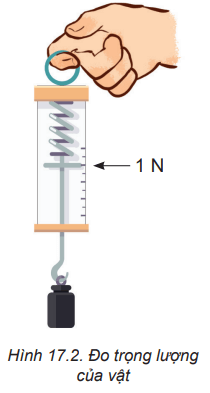 1 N
Hình 17.2. Đo trọng lượng
của vật